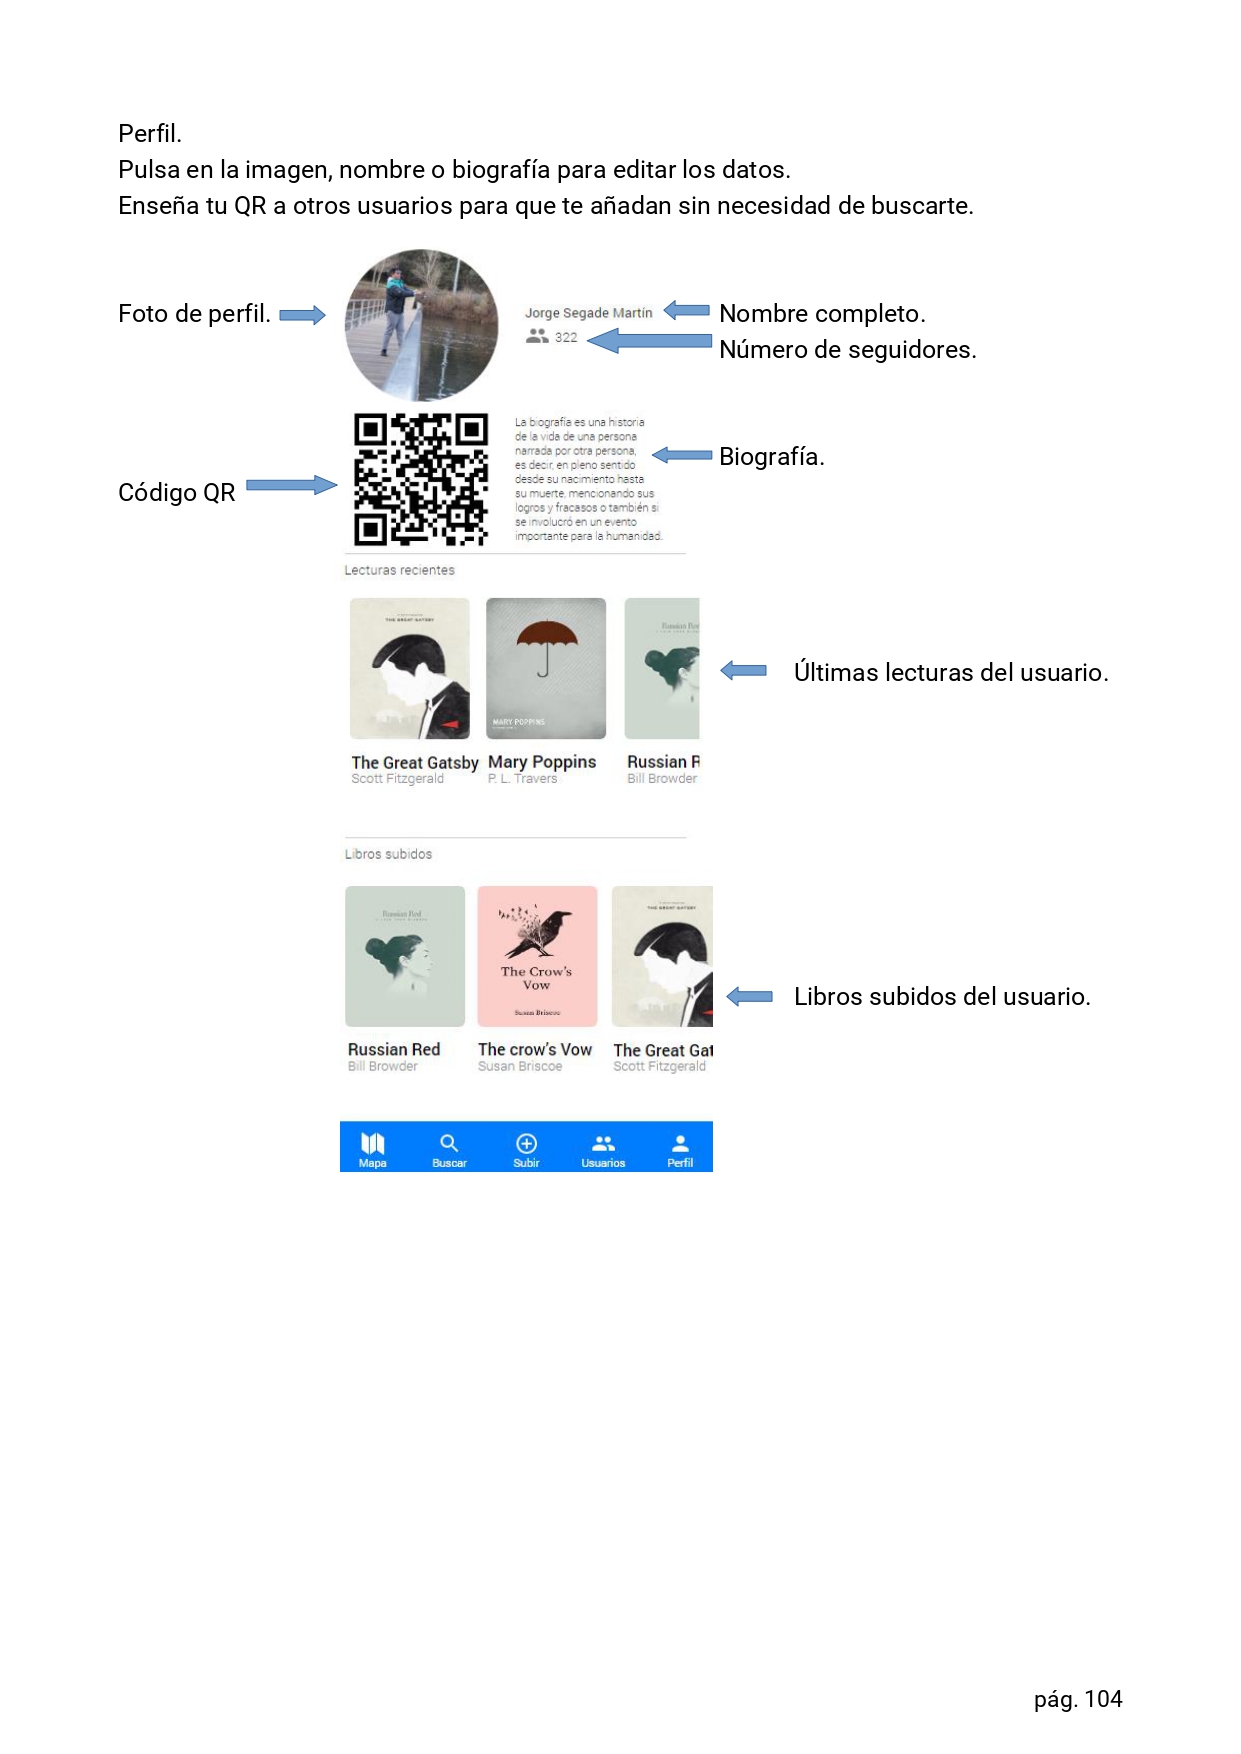 Perfil.
Pulsa en la imagen, nombre o biografía para editar los datos.
Enseña tu QR a otros usuarios para que te añadan sin necesidad de buscarte.
Foto de perfil.
Jorge Segade Martín
Nombre completo.
322
Número de seguidores.
La biografía es una historia
de la vida de una persona
narrada por otra persona,
es decir, en pleno sentido
desde su nacimiento hasta
su muerte, mencionando sus
logros y fracasos o también si
se involucró en un evento
importante para la humanidad.
Biografía.
Código QR
Lecturas recientes
THE GREAT GATSBY
MARY POPPINS
Russian Re
Últimas lecturas del usuario.
The Great Gatsby
Scott Fitzgerald
Mary Poppins
P. L. Travers
Russian R
Bill Browder
Libros subidos
Russian Red
The Crow's
Vow
Susan Briscoe
THE GREAT GATSBY
Libros subidos del usuario.
Russian Red
Bill Browder
The crow's Vow
Susan Briscoe
The Great Gat
Scott Fitzgerald
Mapa
Buscar
Subir
Usuarios
Perfil
pág. 104